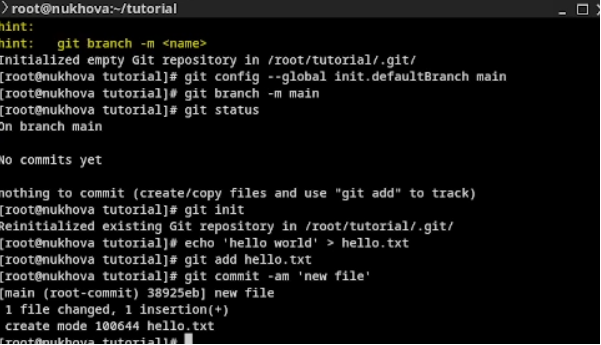 root@nukhova:~/tutorial
hint:
hint:   git branch -m <name>
Initialized empty Git repository in /root/tutorial/.git/
[root@nukhova tutorial]# git config --global init.defaultBranch main
[root@nukhova tutorial]# git branch -m main
[root@nukhova tutorial]# git status
On branch main
No commits yet
nothing to commit (create/copy files and use "git add" to track)
[root@nukhova tutorial]# git init
Reinitialized existing Git repository in /root/tutorial/.git/
[root@nukhova tutorial]# echo 'hello world' > hello.txt
[root@nukhova tutorial]# git add hello.txt
[root@nukhova tutorial]# git commit -am 'new file'
[main (root-commit) 38925eb] new file
 1 file changed, 1 insertion(+)
 create mode 100644 hello.txt
[root@nukhova tutorial]#